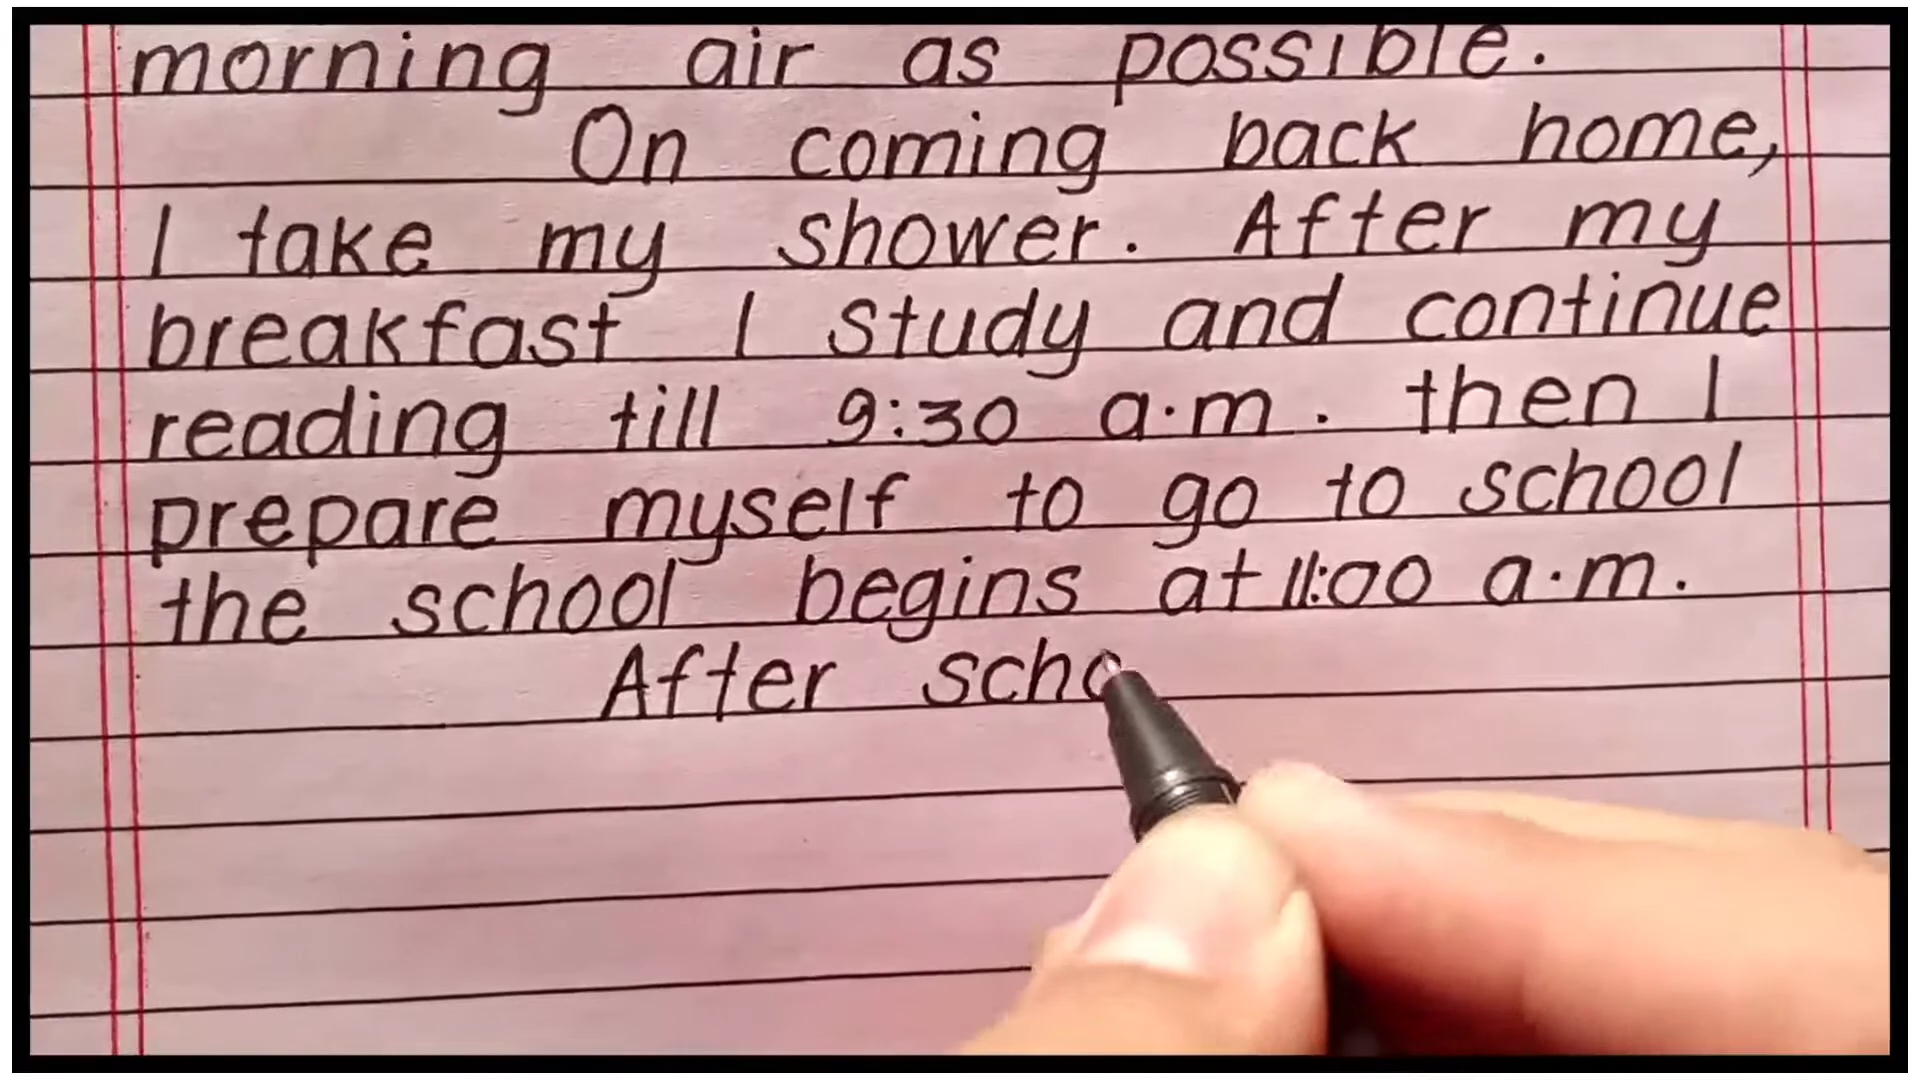 morning air as possible.
On coming back home,
I take my shower. After my
breakfast I study and continue
reading till 9:30 a.m. then I
prepare myself to go to school
the school begins at 11:00 a.m.
After scho